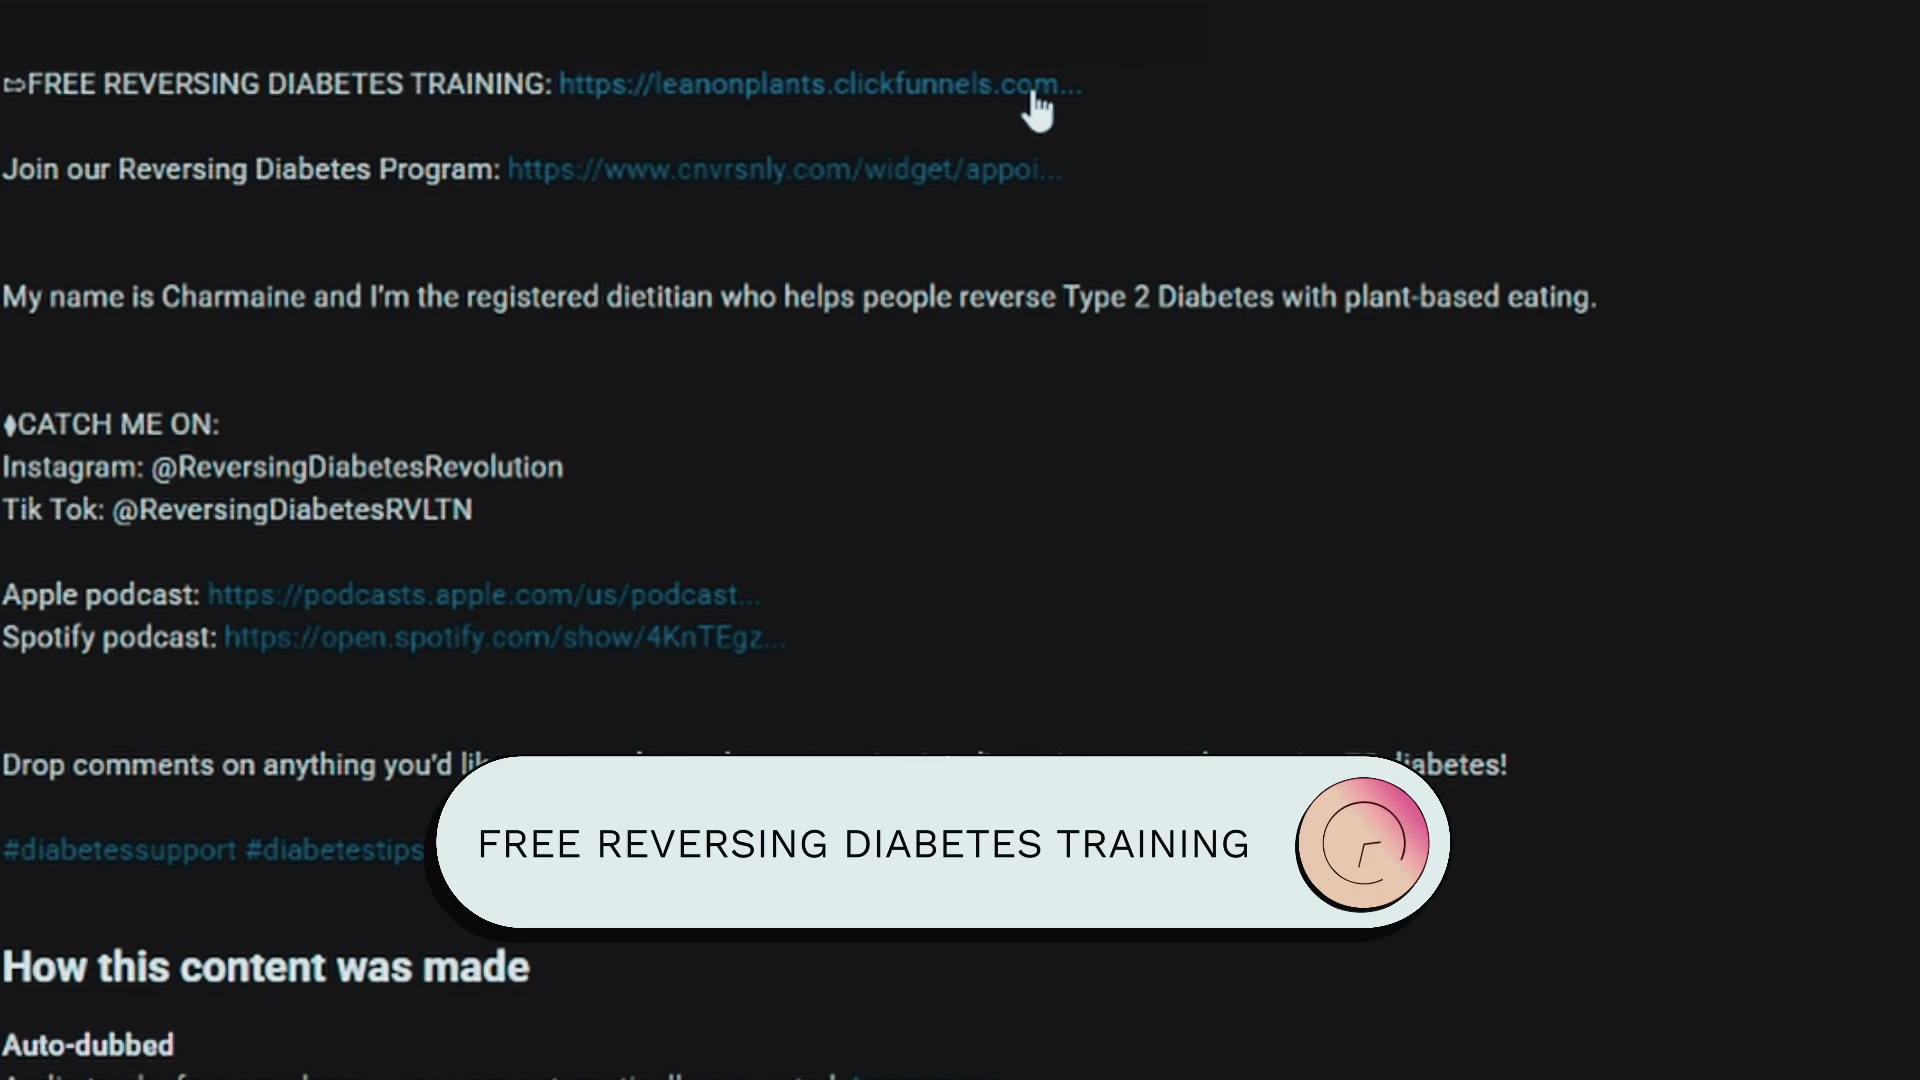 ⇨FREE REVERSING DIABETES TRAINING: https://leanonplants.clickfunnels.com...
Join our Reversing Diabetes Program: https://www.cnvrsnly.com/widget/appoi...
My name is Charmaine and I'm the registered dietitian who helps people reverse Type 2 Diabetes with plant-based eating.
♦CATCH ME ON:
Instagram: @ReversingDiabetesRevolution
Tik Tok: @ReversingDiabetesRVLTN
Apple podcast: https://podcasts.apple.com/us/podcast...
Spotify podcast: https://open.spotify.com/show/4KnTEgz...
Drop comments on anything you'd diabetes!
#diabetessupport #diabetestips
FREE REVERSING DIABETES TRAINING
How this content was made
Auto-dubbed